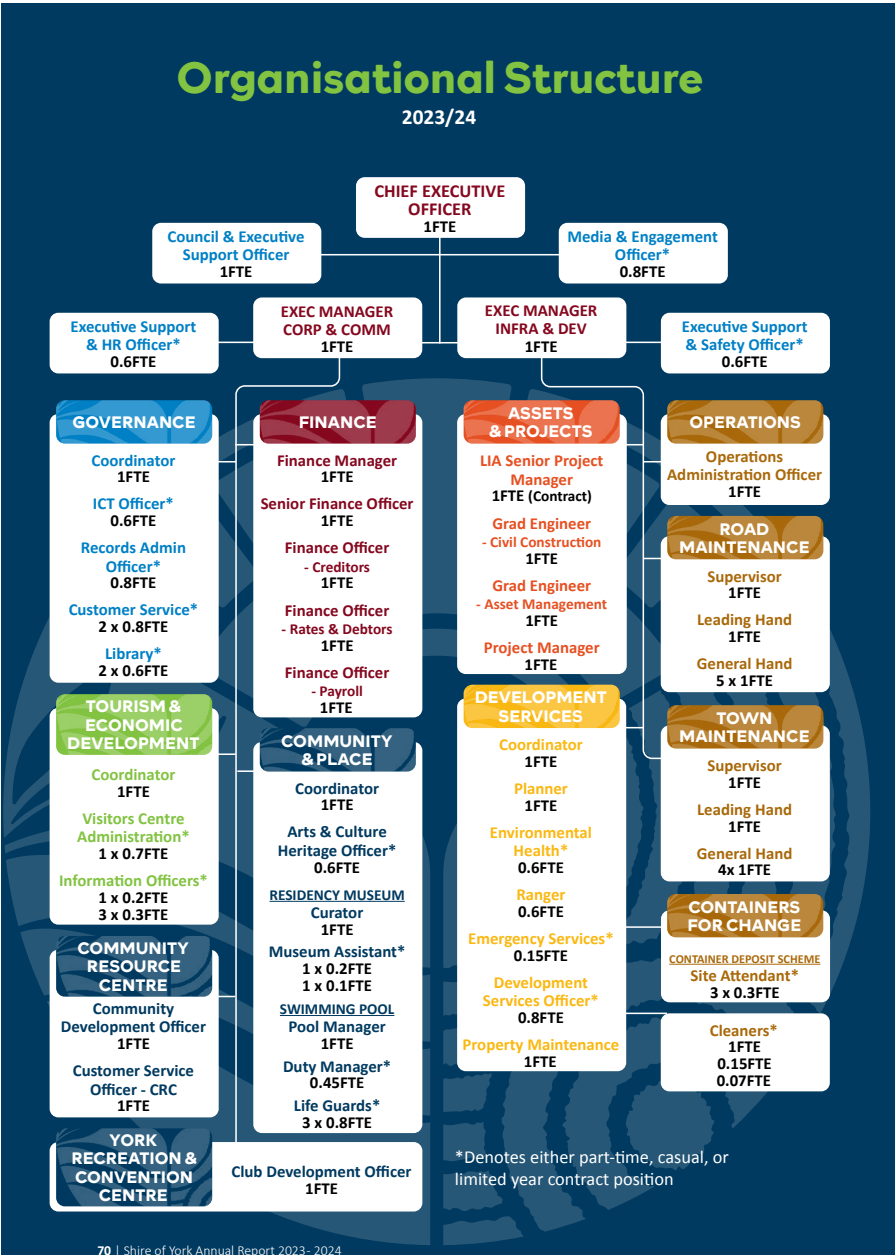 Organisational Structure
2023/24
CHIEF EXECUTIVE
OFFICER
1FTE
Council & Executive
Support Officer
1FTE
Media & Engagement
Officer*
0.8FTE
Executive Support
& HR Officer*
0.6FTE
EXEC MANAGER
CORP & COMM
1FTE
EXEC MANAGER
INFRA & DEV
1FTE
Executive Support
& Safety Officer*
0.6FTE
GOVERNANCE
Coordinator
1FTE
ICT Officer*
0.6FTE
Records Admin
Officer*
0.8FTE
Customer Service*
2 x 0.8FTE
Library*
2 x 0.6FTE
TOURISM &
ECONOMIC
DEVELOPMENT
Coordinator
1FTE
Visitors Centre
Administration*
1 x 0.7FTE
Information Officers*
1 x 0.2FTE
3 x 0.3FTE
COMMUNITY
RESOURCE
CENTRE
Community
Development Officer
1FTE
Customer Service
Officer - CRC
1FTE
YORK
RECREATION &
CONVENTION
CENTRE
Club Development Officer
1FTE
FINANCE
Finance Manager
1FTE
Senior Finance Officer
1FTE
Finance Officer
- Creditors
1FTE
Finance Officer
- Rates & Debtors
1FTE
Finance Officer
- Payroll
1FTE
COMMUNITY
& PLACE
Coordinator
1FTE
Arts & Culture
Heritage Officer*
0.6FTE
RESIDENCY MUSEUM
Curator
1FTE
Museum Assistant*
1 x 0.2FTE
1 x 0.1FTE
SWIMMING POOL
Pool Manager
1FTE
Duty Manager*
0.45FTE
Life Guards*
3 x 0.8FTE
ASSETS
& PROJECTS
LIA Senior Project
Manager
1FTE (Contract)
Grad Engineer
- Civil Construction
1FTE
Grad Engineer
- Asset Management
1FTE
Project Manager
1FTE
DEVELOPMENT
SERVICES
Coordinator
1FTE
Planner
1FTE
Environmental
Health*
0.6FTE
Ranger
0.6FTE
Emergency Services*
0.15FTE
Development
Services Officer*
0.8FTE
Property Maintenance
1FTE
OPERATIONS
Operations
Administration Officer
1FTE
ROAD
MAINTENANCE
Supervisor
1FTE
Leading Hand
1FTE
General Hand
5 x 1FTE
TOWN
MAINTENANCE
Supervisor
1FTE
Leading Hand
1FTE
General Hand
4x 1FTE
CONTAINERS
FOR CHANGE
CONTAINER DEPOSIT SCHEME
Site Attendant*
3 x 0.3FTE
Cleaners*
1FTE
0.15FTE
0.07FTE
*Denotes either part-time, casual, or
limited year contract position
70 | Shire of York Annual Report 2023- 2024